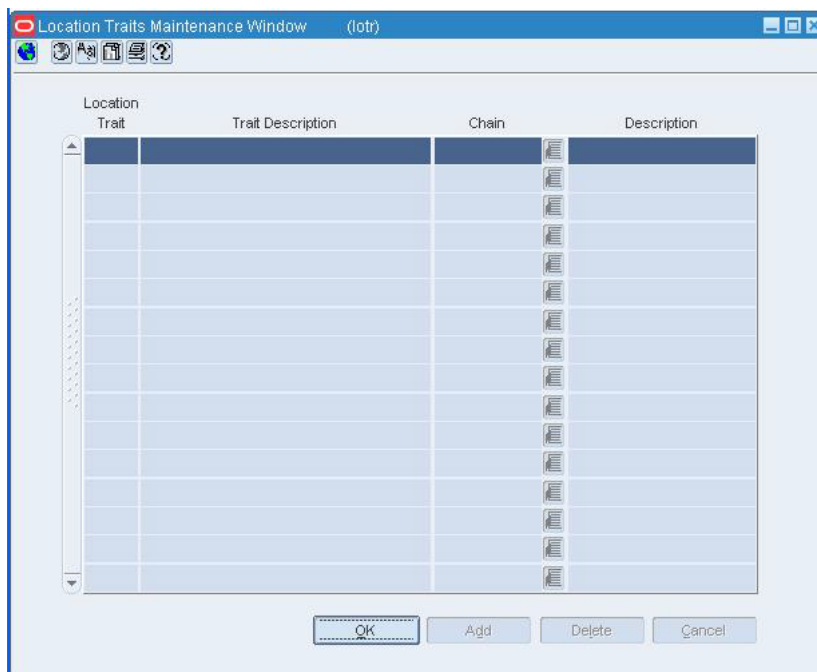 Location Traits Maintenance Window (lotr)
Location
Trait Trait Description Chain Description
OK Add Delete Cancel